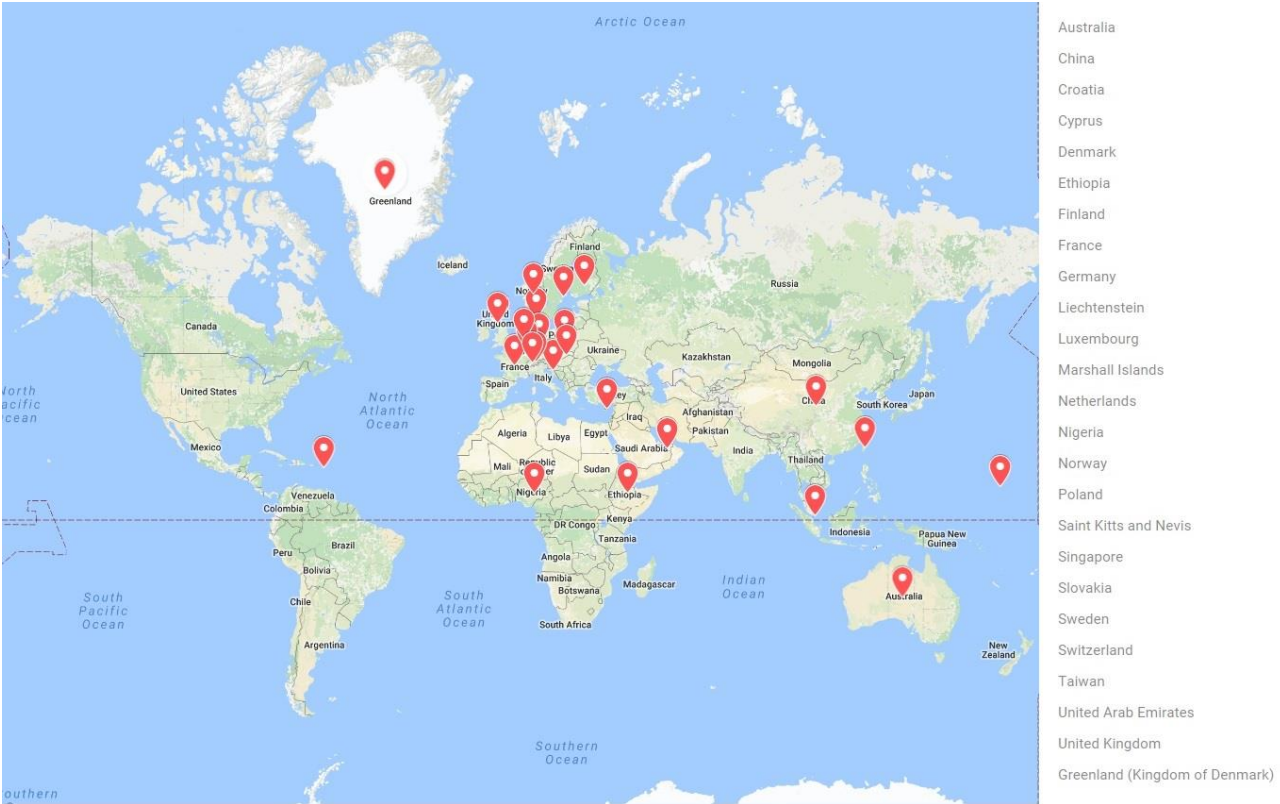 Arctic Ocean
Greenland
Iceland
Finland
Russia
Canada
Kingdom
Ukraine
Kazakhstan
Mongolia
France
Italy
Spain
United States
North
Atlantic
Ocean
Japan
South Korea
Afghanistan
Iraq
Pakistan
Algeria
Libya
Egypt
Saudi Arabia
India
Mexico
Mali
Sudan
Thailand
Venezuela
Nigeria
Ethiopia
Colombia
Kenya
DR Congo
Tanzania
Indonesia
Papua New
Guinea
Peru
Brazil
Angola
Bolivia
Namibia
Botswana
Madagascar
Indian
Ocean
Chile
South
Pacific
Ocean
South
Atlantic
Ocean
Australia
South Africa
Argentina
New
Zealand
Southern
Ocean
Australia
China
Croatia
Cyprus
Denmark
Ethiopia
Finland
France
Germany
Liechtenstein
Luxembourg
Marshall Islands
Netherlands
Nigeria
Norway
Poland
Saint Kitts and Nevis
Singapore
Slovakia
Sweden
Switzerland
Taiwan
United Arab Emirates
United Kingdom
Greenland (Kingdom of Denmark)